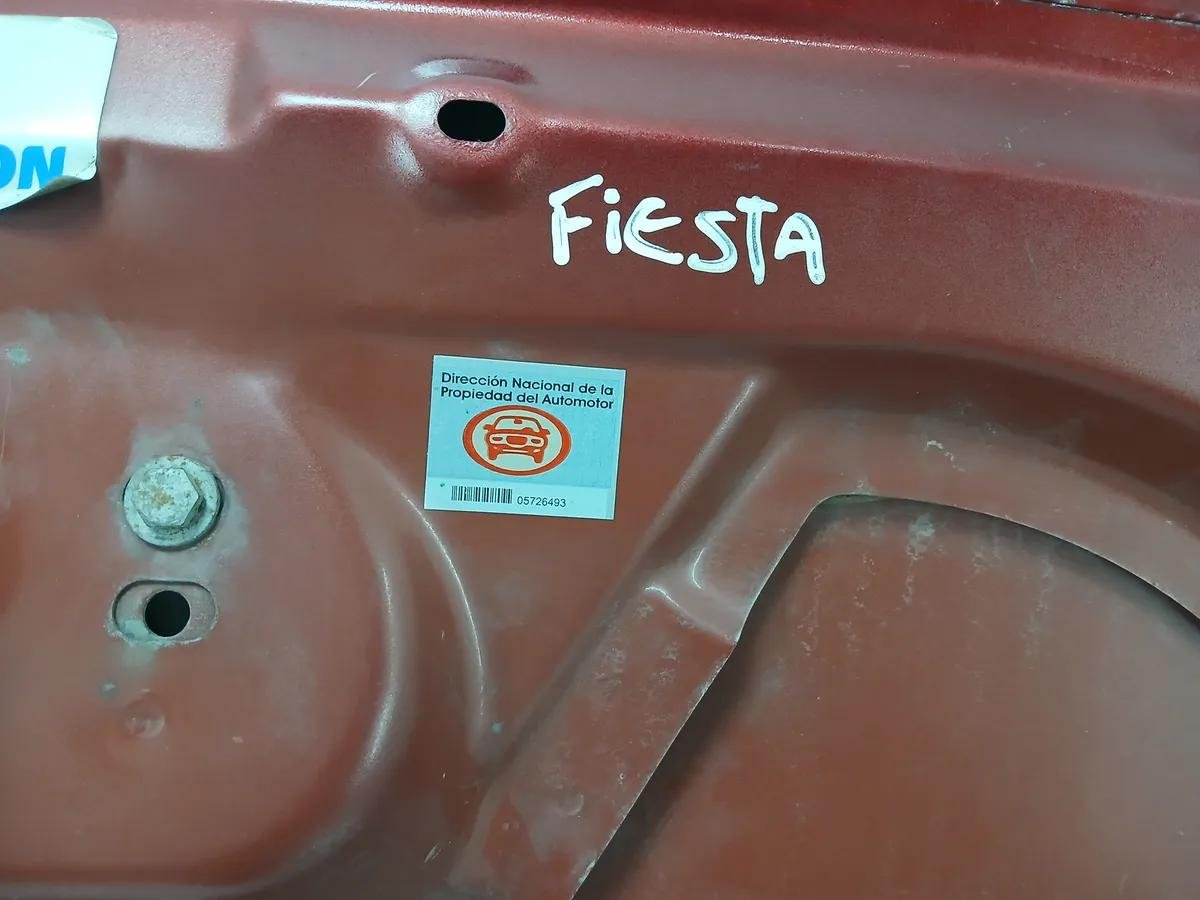 ON
FiESTA
Dirección Nacional de la
Propiedad del Automotor
05726493